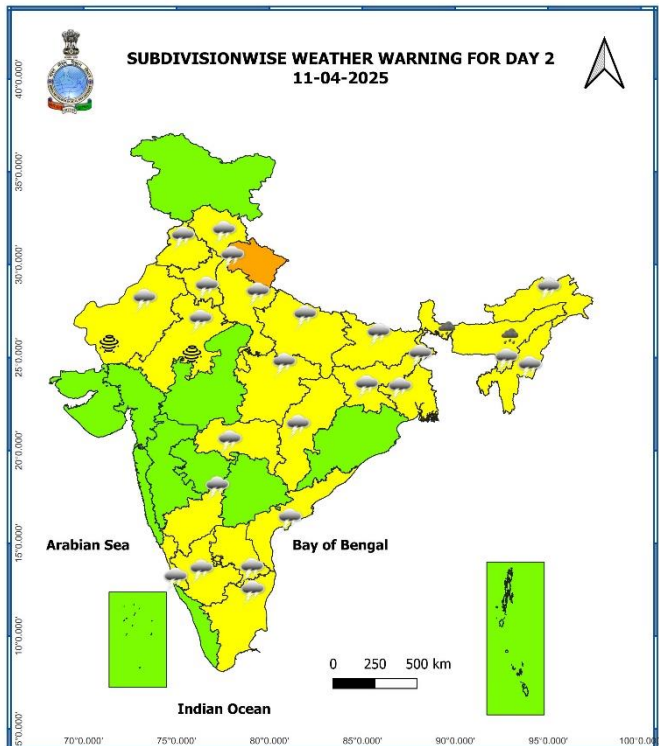 SUBDIVISIONWISE WEATHER WARNING FOR DAY 2
11-04-2025
40°0.000'
35°0.000'
30°0.000'
25°0.000'
20°0.000'
15°0.000'
10°0.000'
5°0.000'
Arabian Sea
Bay of Bengal
0 250 500 km
Indian Ocean
70°0.000' 75°0.000' 80°0.000' 85°0.000' 90°0.000' 95°0.000' 100°0.00